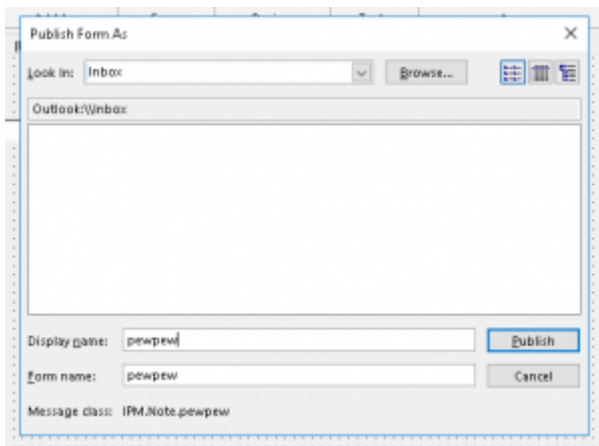 Publish Form As
Look In: Inbox Browse...
Outlook:\\Inbox
Display name: pewpew Publish
Form name: pewpew Cancel
Message class: IPM.Note.pewpew